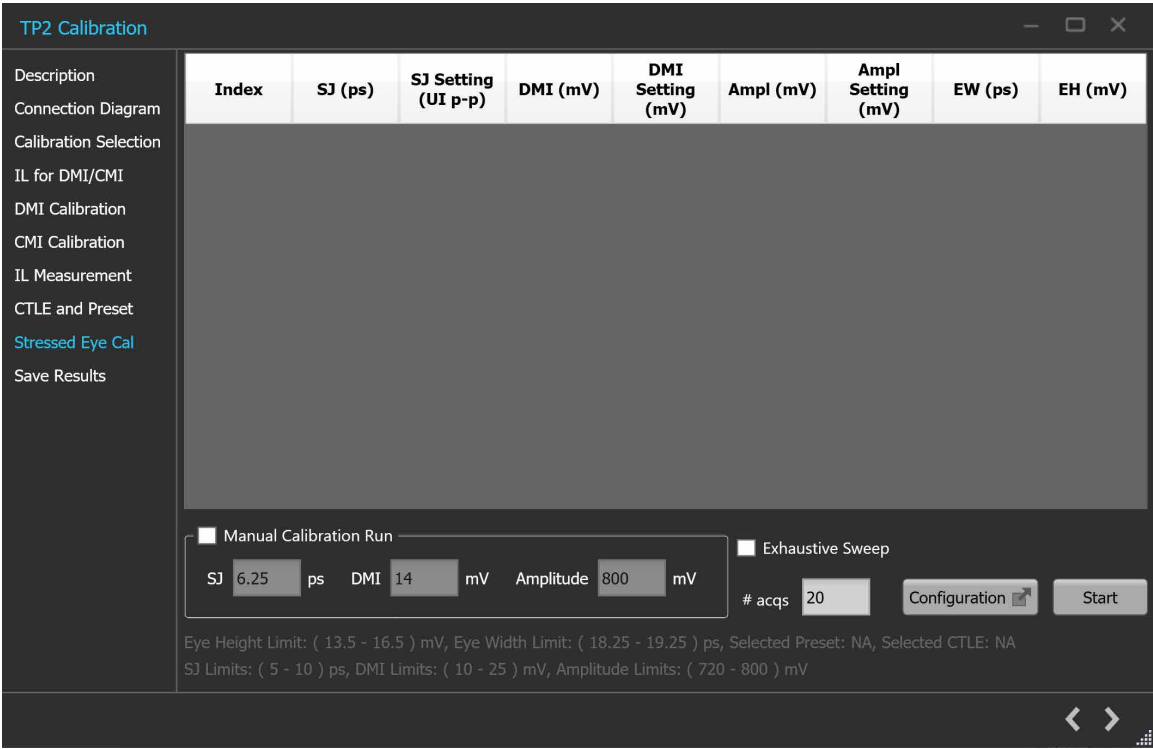 TP2 Calibration
Description
Connection Diagram
Calibration Selection
IL for DMI/CMI
DMI Calibration
CMI Calibration
IL Measurement
CTLE and Preset
Stressed Eye Cal
Save Results
Index
SJ (ps)
SJ Setting
(UI p-p)
DMI (mV)
DMI
Setting
(mV)
Ampl (mV)
Ampl
Setting
(mV)
EW (ps)
EH (mV)
Manual Calibration Run
SJ 6.25 ps DMI 14 mV Amplitude 800 mV
Exhaustive Sweep
# acqs 20 Configuration Start
Eye Height Limit: ( 13.5 - 16.5 ) mV, Eye Width Limit: ( 18.25 - 19.25 ) ps, Selected Preset: NA, Selected CTLE: NA
SJ Limits: ( 5 - 10 ) ps, DMI Limits: ( 10 - 25 ) mV, Amplitude Limits: ( 720 - 800 ) mV